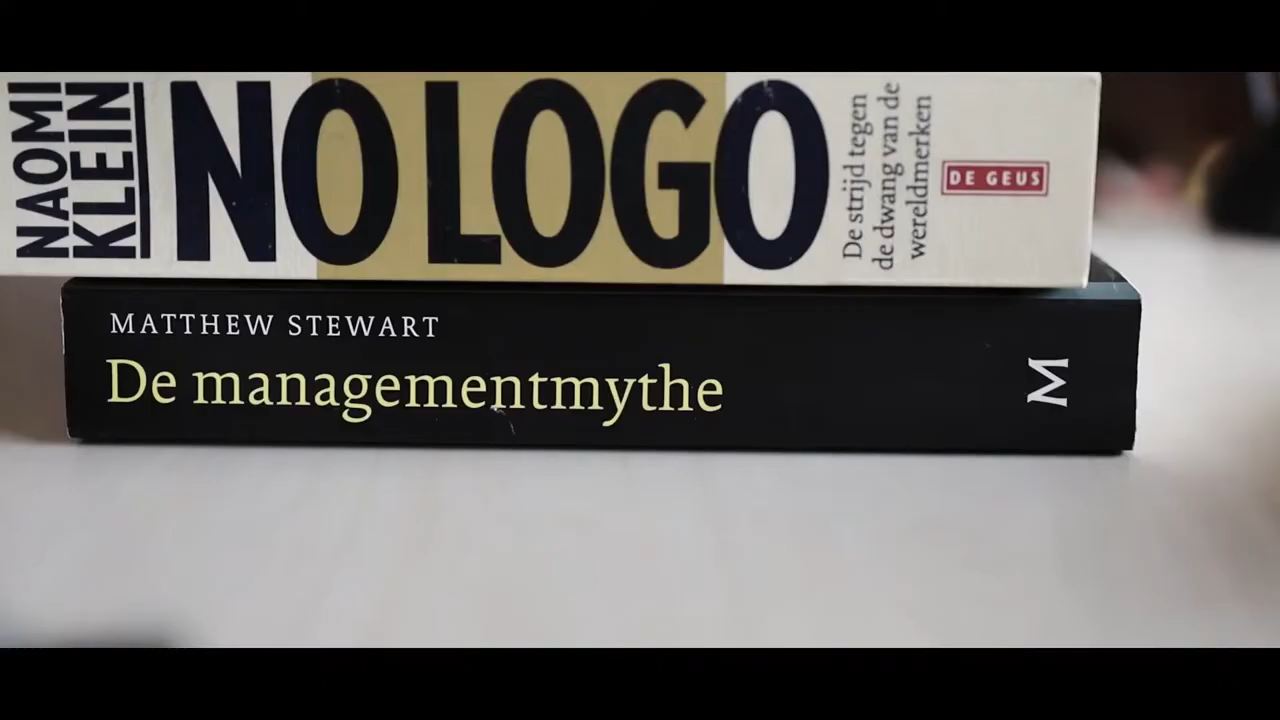 NAOMI
KLEIN
NO LOGO
De strijd tegen
de dwang van de
wereldmerken
DE GEUS
MATTHEW STEWART
De managementmythe
M